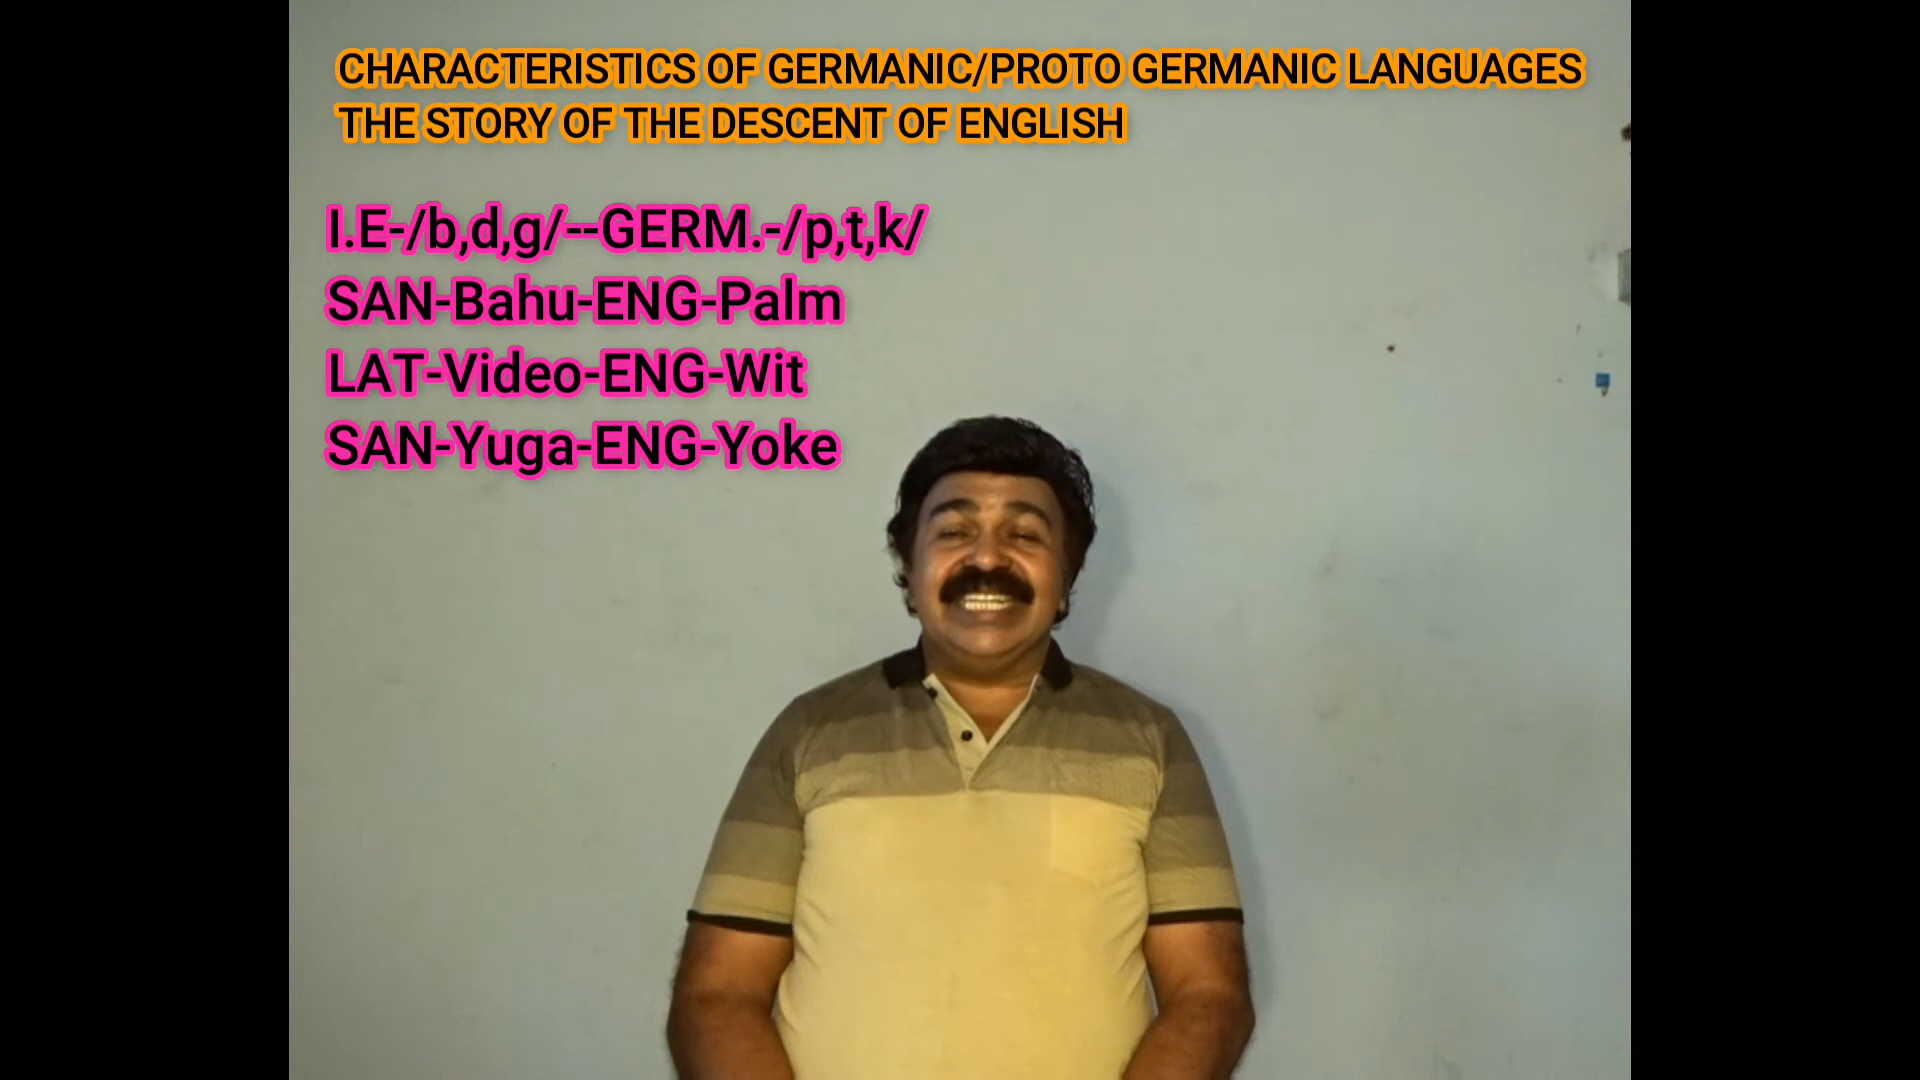 CHARACTERISTICS OF GERMANIC/PROTO GERMANIC LANGUAGES
THE STORY OF THE DESCENT OF ENGLISH
I.E-/b,d,g/--GERM.-/p,t,k/
SAN-Bahu-ENG-Palm
LAT-Video-ENG-Wit
SAN-Yuga-ENG-Yoke